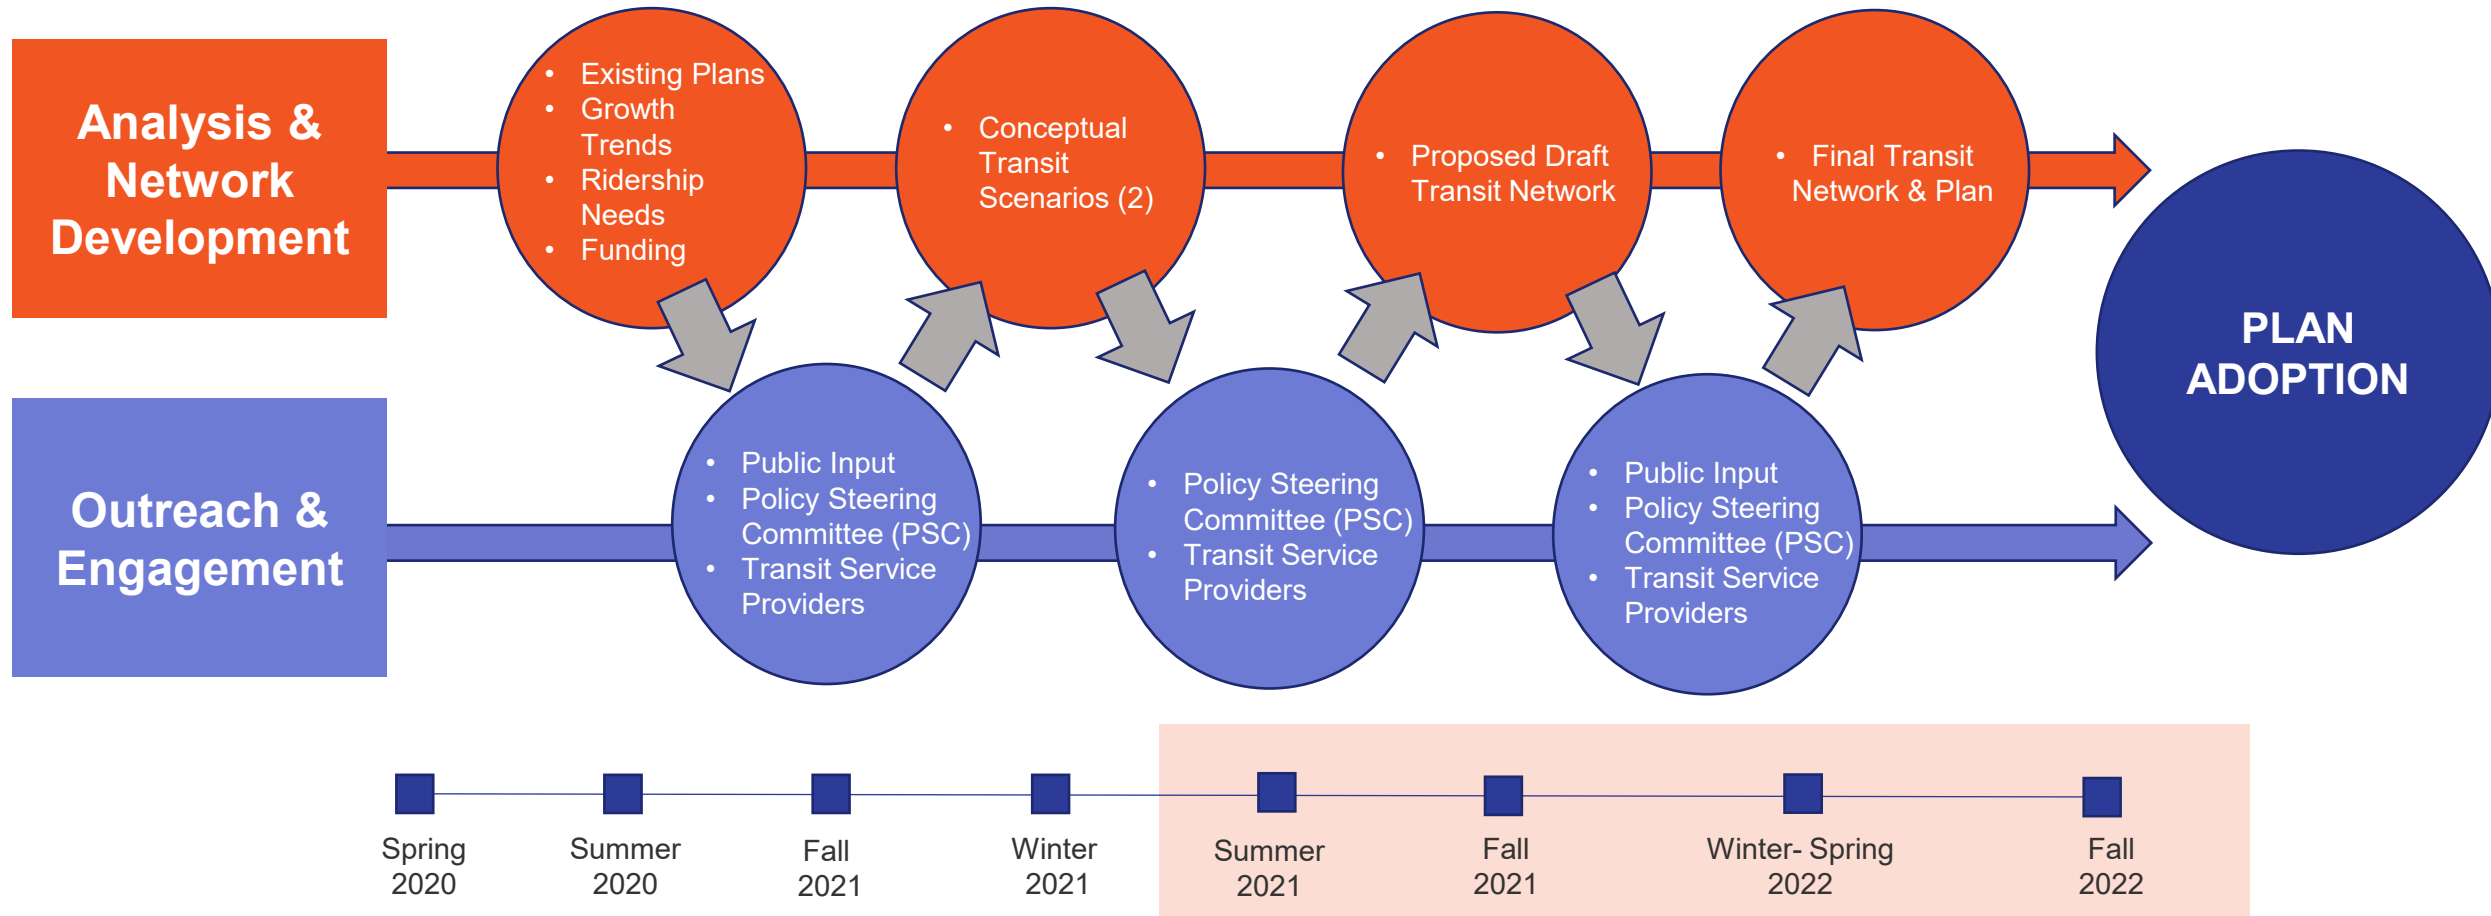 Analysis &
Network
Development
• Existing Plans
• Growth
Trends
• Ridership
Needs
• Funding
• Conceptual
Transit
Scenarios (2)
• Proposed Draft
Transit Network
• Final Transit
Network & Plan
PLAN
ADOPTION
Outreach &
Engagement
• Public Input
• Policy Steering
Committee (PSC)
• Transit Service
Providers
• Policy Steering
Committee (PSC)
• Transit Service
Providers
• Public Input
• Policy Steering
Committee (PSC)
• Transit Service
Providers
Spring
2020
Summer
2020
Fall
2021
Winter
2021
Summer
2021
Fall
2021
Winter- Spring
2022
Fall
2022